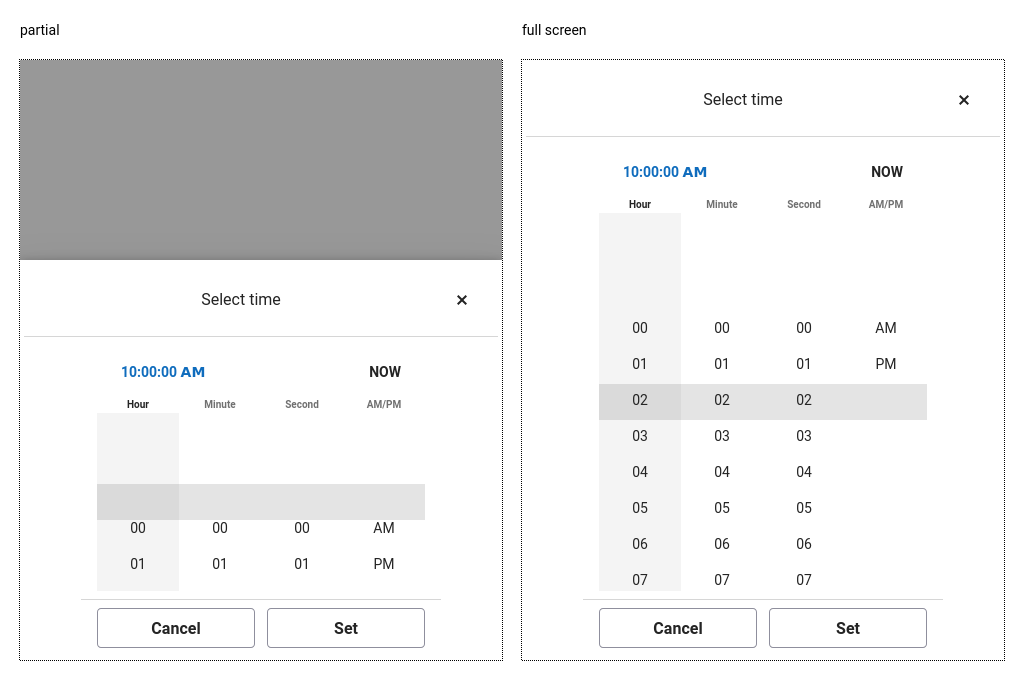 partial
Select time ×
10:00:00 AM NOW
Hour Minute Second AM/PM
00 00 00 AM
01 01 01 PM
Cancel Set
full screen
Select time ×
10:00:00 AM NOW
Hour Minute Second AM/PM
00 00 00 AM
01 01 01 PM
02 02 02
03 03 03
04 04 04
05 05 05
06 06 06
07 07 07
Cancel Set